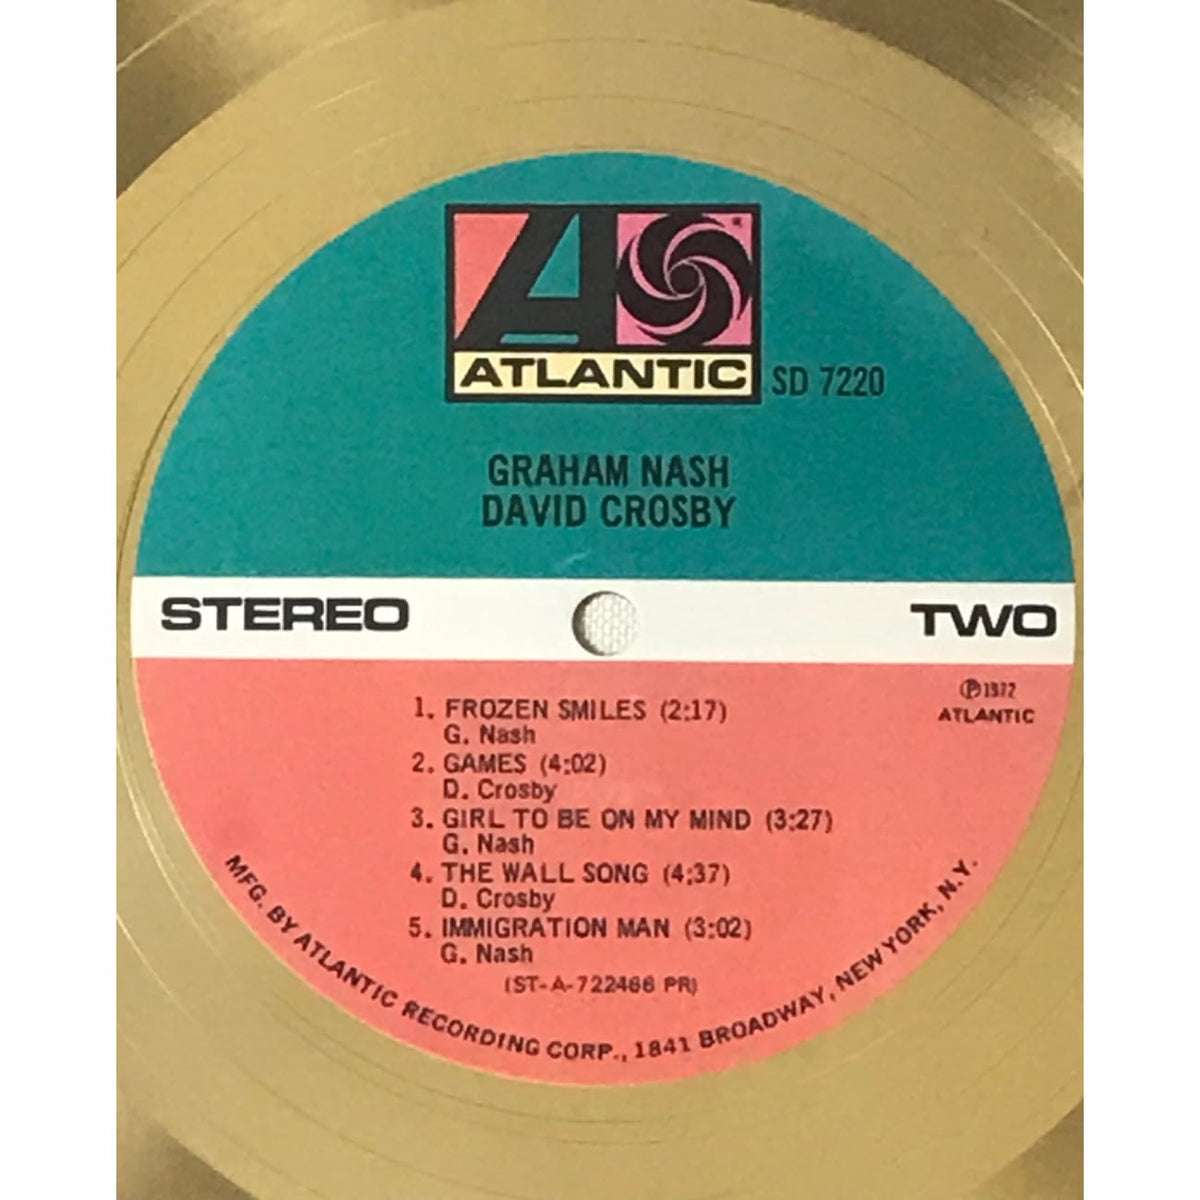 ATLANTIC
SD 7220
GRAHAM NASH
DAVID CROSBY
STEREO
TWO
℗1972
ATLANTIC
1. FROZEN SMILES (2:17)
G. Nash
2. GAMES (4:02)
D. Crosby
3. GIRL TO BE ON MY MIND (3:27)
G. Nash
4. THE WALL SONG (4:37)
D. Crosby
5. IMMIGRATION MAN (3:02)
G. Nash
(ST-A-722466 PR)
MFG. BY ATLANTIC RECORDING CORP., 1841 BROADWAY, NEW YORK, N.Y.